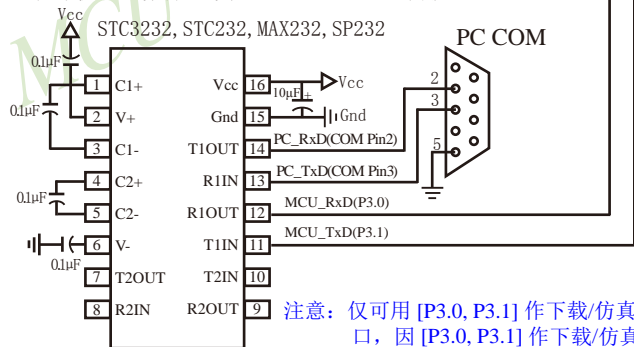 Vcc
STC3232, STC232, MAX232, SP232
PC COM
MCU
0.1μF
0.1μF
0.1μF
0.1μF
1 C1+
2 V+
3 C1-
4 C2+
5 C2-
6 V-
7 T2OUT
8 R2IN
Vcc 16
Gnd 15
T1OUT 14
R1IN 13
R1OUT 12
T1IN 11
T2IN 10
R2OUT 9
Vcc
10μF +
Gnd
PC_RxD(COM Pin2)
PC_TxD(COM Pin3)
MCU_RxD(P3.0)
MCU_TxD(P3.1)
2
3
5
注意：仅可用 [P3.0, P3.1] 作下载/仿真
口，因 [P3.0, P3.1] 作下载/仿真